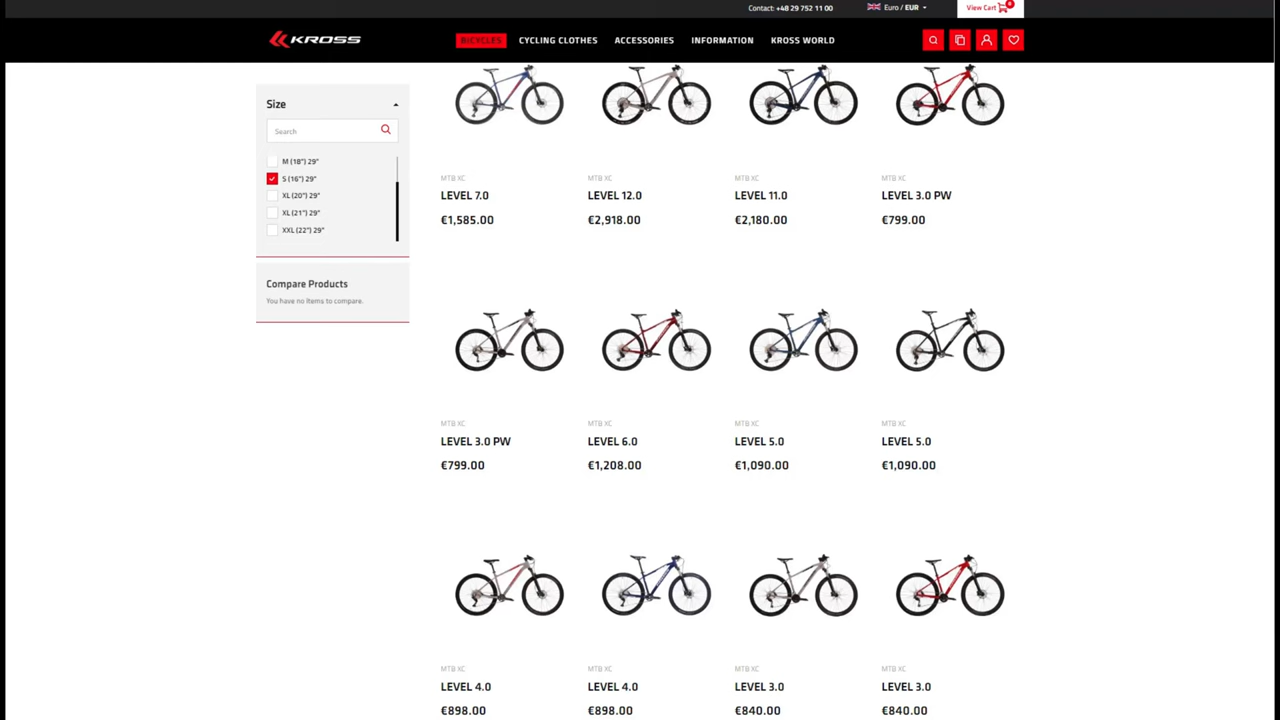 Contact: +48 29 752 11 00
Euro / EUR
View Cart
0
KROSS
BICYCLES
CYCLING CLOTHES
ACCESSORIES
INFORMATION
KROSS WORLD
Size
Search
M (18") 29"
S (16") 29"
XL (20") 29"
XL (21") 29"
XXL (22") 29"
Compare Products
You have no items to compare.
MTB XC
LEVEL 7.0
€1,585.00
MTB XC
LEVEL 12.0
€2,918.00
MTB XC
LEVEL 11.0
€2,180.00
MTB XC
LEVEL 3.0 PW
€799.00
MTB XC
LEVEL 3.0 PW
€799.00
MTB XC
LEVEL 6.0
€1,208.00
MTB XC
LEVEL 5.0
€1,090.00
MTB XC
LEVEL 5.0
€1,090.00
MTB XC
LEVEL 4.0
€898.00
MTB XC
LEVEL 4.0
€898.00
MTB XC
LEVEL 3.0
€840.00
MTB XC
LEVEL 3.0
€840.00